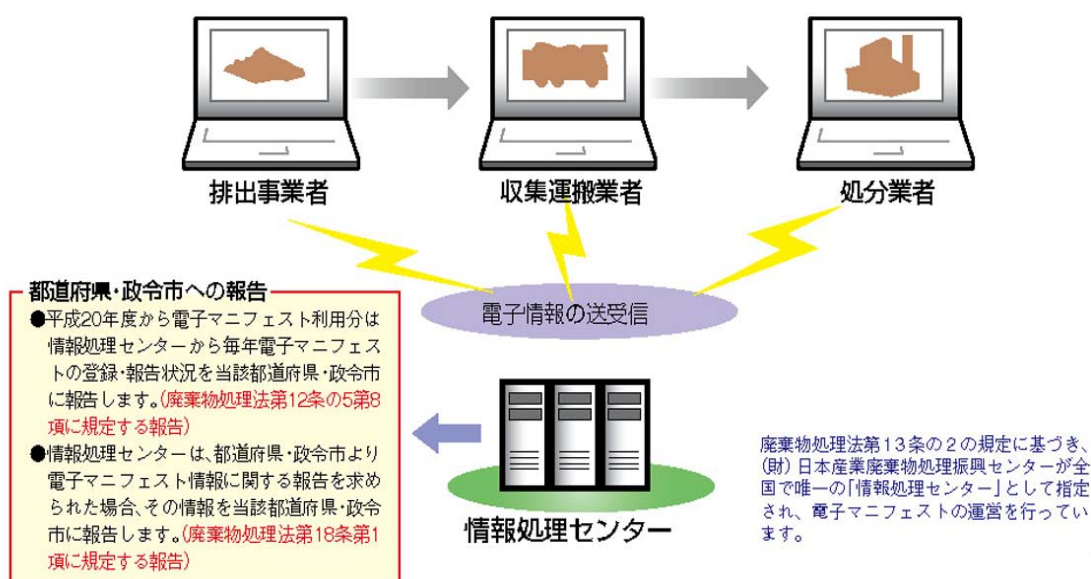 排出事業者
収集運搬業者
処分業者
電子情報の送受信
都道府県・政令市への報告
●平成20年度から電子マニフェスト利用分は
情報処理センターから毎年電子マニフェス
トの登録・報告状況を当該都道府県・政令市
に報告します。(廃棄物処理法第12条の5第8
項に規定する報告)
●情報処理センターは、都道府県・政令市より
電子マニフェスト情報に関する報告を求め
られた場合、その情報を当該都道府県・政令
市に報告します。(廃棄物処理法第18条第1
項に規定する報告)
情報処理センター
廃棄物処理法第13条の2の規定に基づき、
(財)日本産業廃棄物処理振興センターが全
国で唯一の「情報処理センター」として指定
され、電子マニフェストの運営を行ってい
ます。